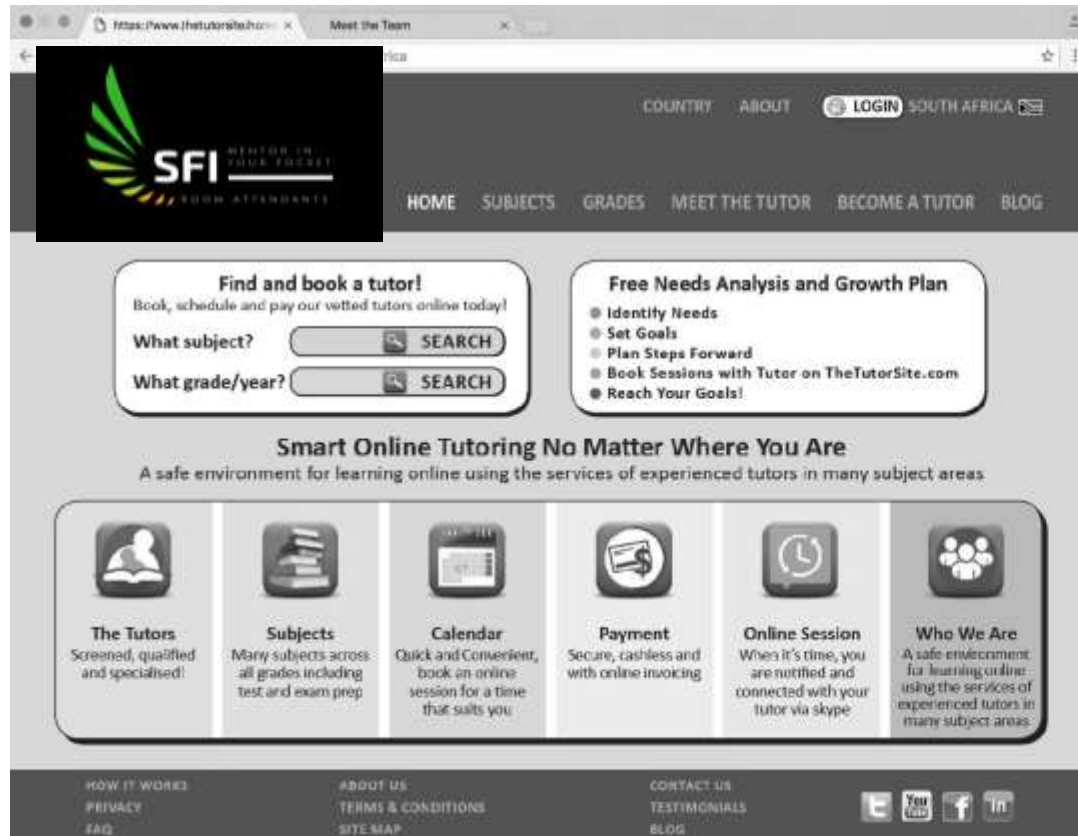 https://www.thetutorsite/hom
Meet the Team
rica
COUNTRY ABOUT LOGIN SOUTH AFRICA
SFI MENTOR IN YOUR POCKET
ROOM ATTENDANTS
HOME SUBJECTS GRADES MEET THE TUTOR BECOME A TUTOR BLOG
Find and book a tutor!
Book, schedule and pay our vetted tutors online today!
What subject? SEARCH
What grade/year? SEARCH
Free Needs Analysis and Growth Plan
Identify Needs
Set Goals
Plan Steps Forward
Book Sessions with Tutor on TheTutorSite.com
Reach Your Goals!
Smart Online Tutoring No Matter Where You Are
A safe environment for learning online using the services of experienced tutors in many subject areas
The Tutors
Screened, qualified
and specialised!
Subjects
Many subjects across
all grades including
test and exam prep
Calendar
Quick and Convenient,
book an online
session for a time
that suits you
Payment
Secure, cashless and
with online invoicing
Online Session
When it's time, you
are notified and
connected with your
tutor via skype
Who We Are
A safe environment
for learning online
using the services of
experienced tutors in
many subject areas
HOW IT WORKS
PRIVACY
FAQ
ABOUT US
TERMS & CONDITIONS
SITE MAP
CONTACT US
TESTIMONIALS
BLOG
You
Tube
f
in